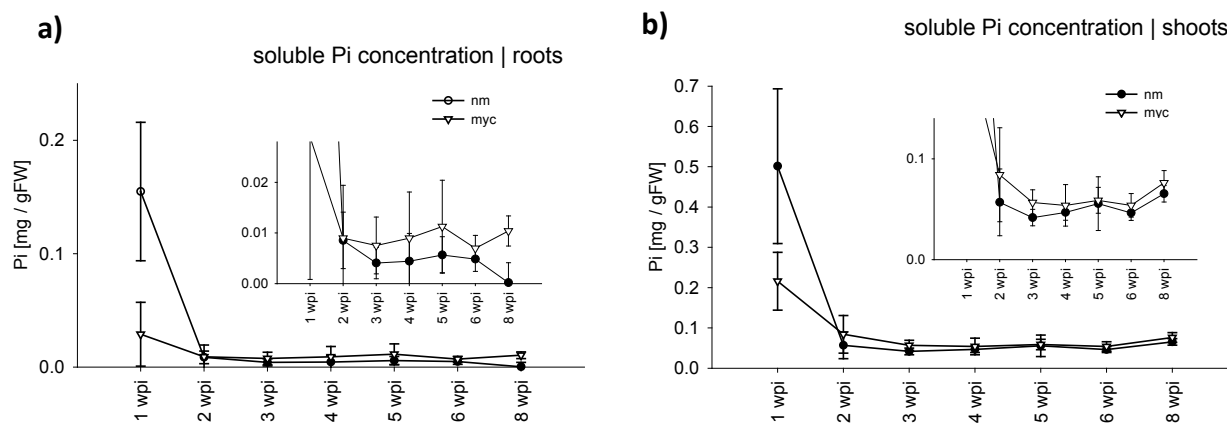 a)
soluble Pi concentration | roots
nm
myc
Pi [mg / gFW]
0.2
0.1
0.0
0.02
0.01
0.00
1 wpi
2 wpi
3 wpi
4 wpi
5 wpi
6 wpi
8 wpi
1 wpi
2 wpi
3 wpi
4 wpi
5 wpi
6 wpi
8 wpi
b)
soluble Pi concentration | shoots
nm
myc
Pi [mg / gFW]
0.7
0.6
0.5
0.4
0.3
0.2
0.1
0.0
0.1
0.0
1 wpi
2 wpi
3 wpi
4 wpi
5 wpi
6 wpi
8 wpi
1 wpi
2 wpi
3 wpi
4 wpi
5 wpi
6 wpi
8 wpi